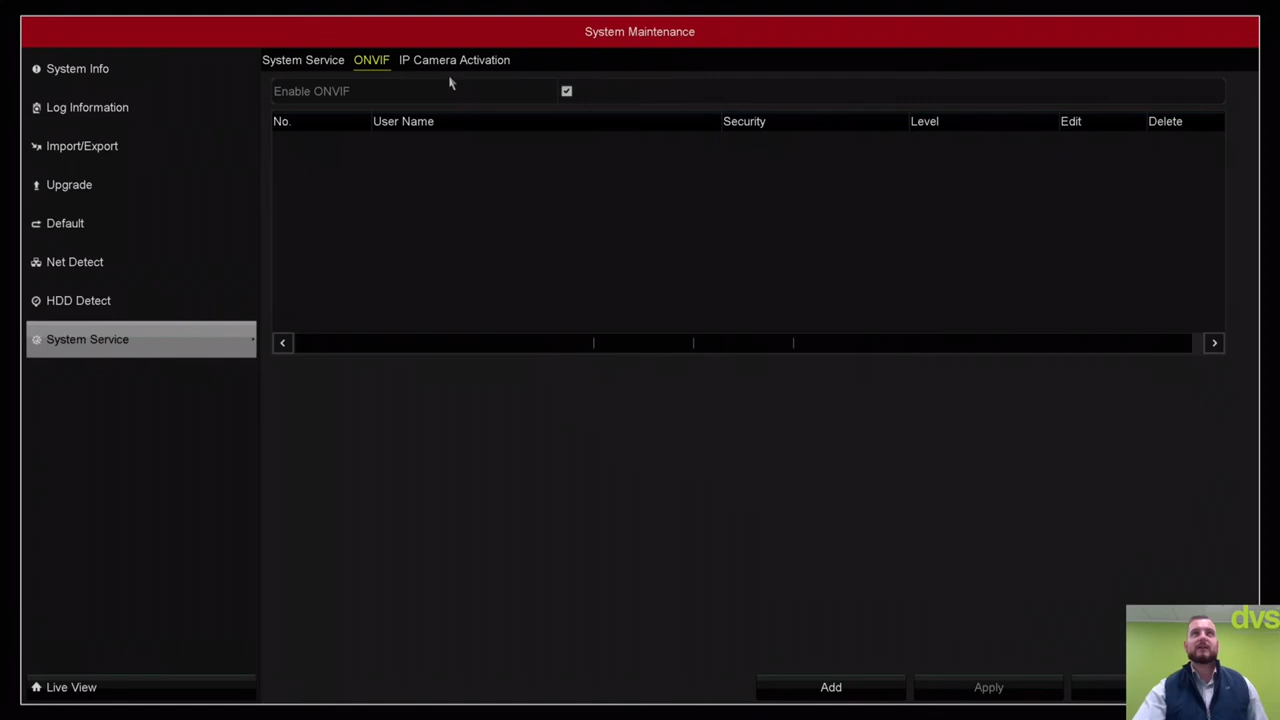 System Maintenance
System Info
Log Information
Import/Export
Upgrade
Default
Net Detect
HDD Detect
System Service
Live View
System Service ONVIF IP Camera Activation
Enable ONVIF
No. User Name Security Level Edit Delete
Add Apply
dvs